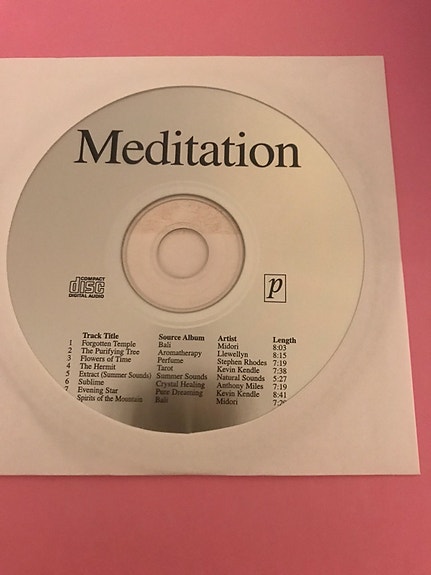 Meditation
COMPACT
disc
DIGITAL AUDIO
p
Track Title Source Album Artist Length
1 Forgotten Temple Bali Midori 8:03
2 The Purifying Tree Aromatherapy Llewellyn 8:15
3 Flowers of Time Perfume Stephen Rhodes 7:19
4 The Hermit Tarot Kevin Kendle 7:38
5 Extract (Summer Sounds) Summer Sounds Natural Sounds 5:27
6 Sublime Crystal Healing Anthony Miles 7:19
7 Evening Star Pure Dreaming Kevin Kendle 8:41
Spirits of the Mountain Bali Midori